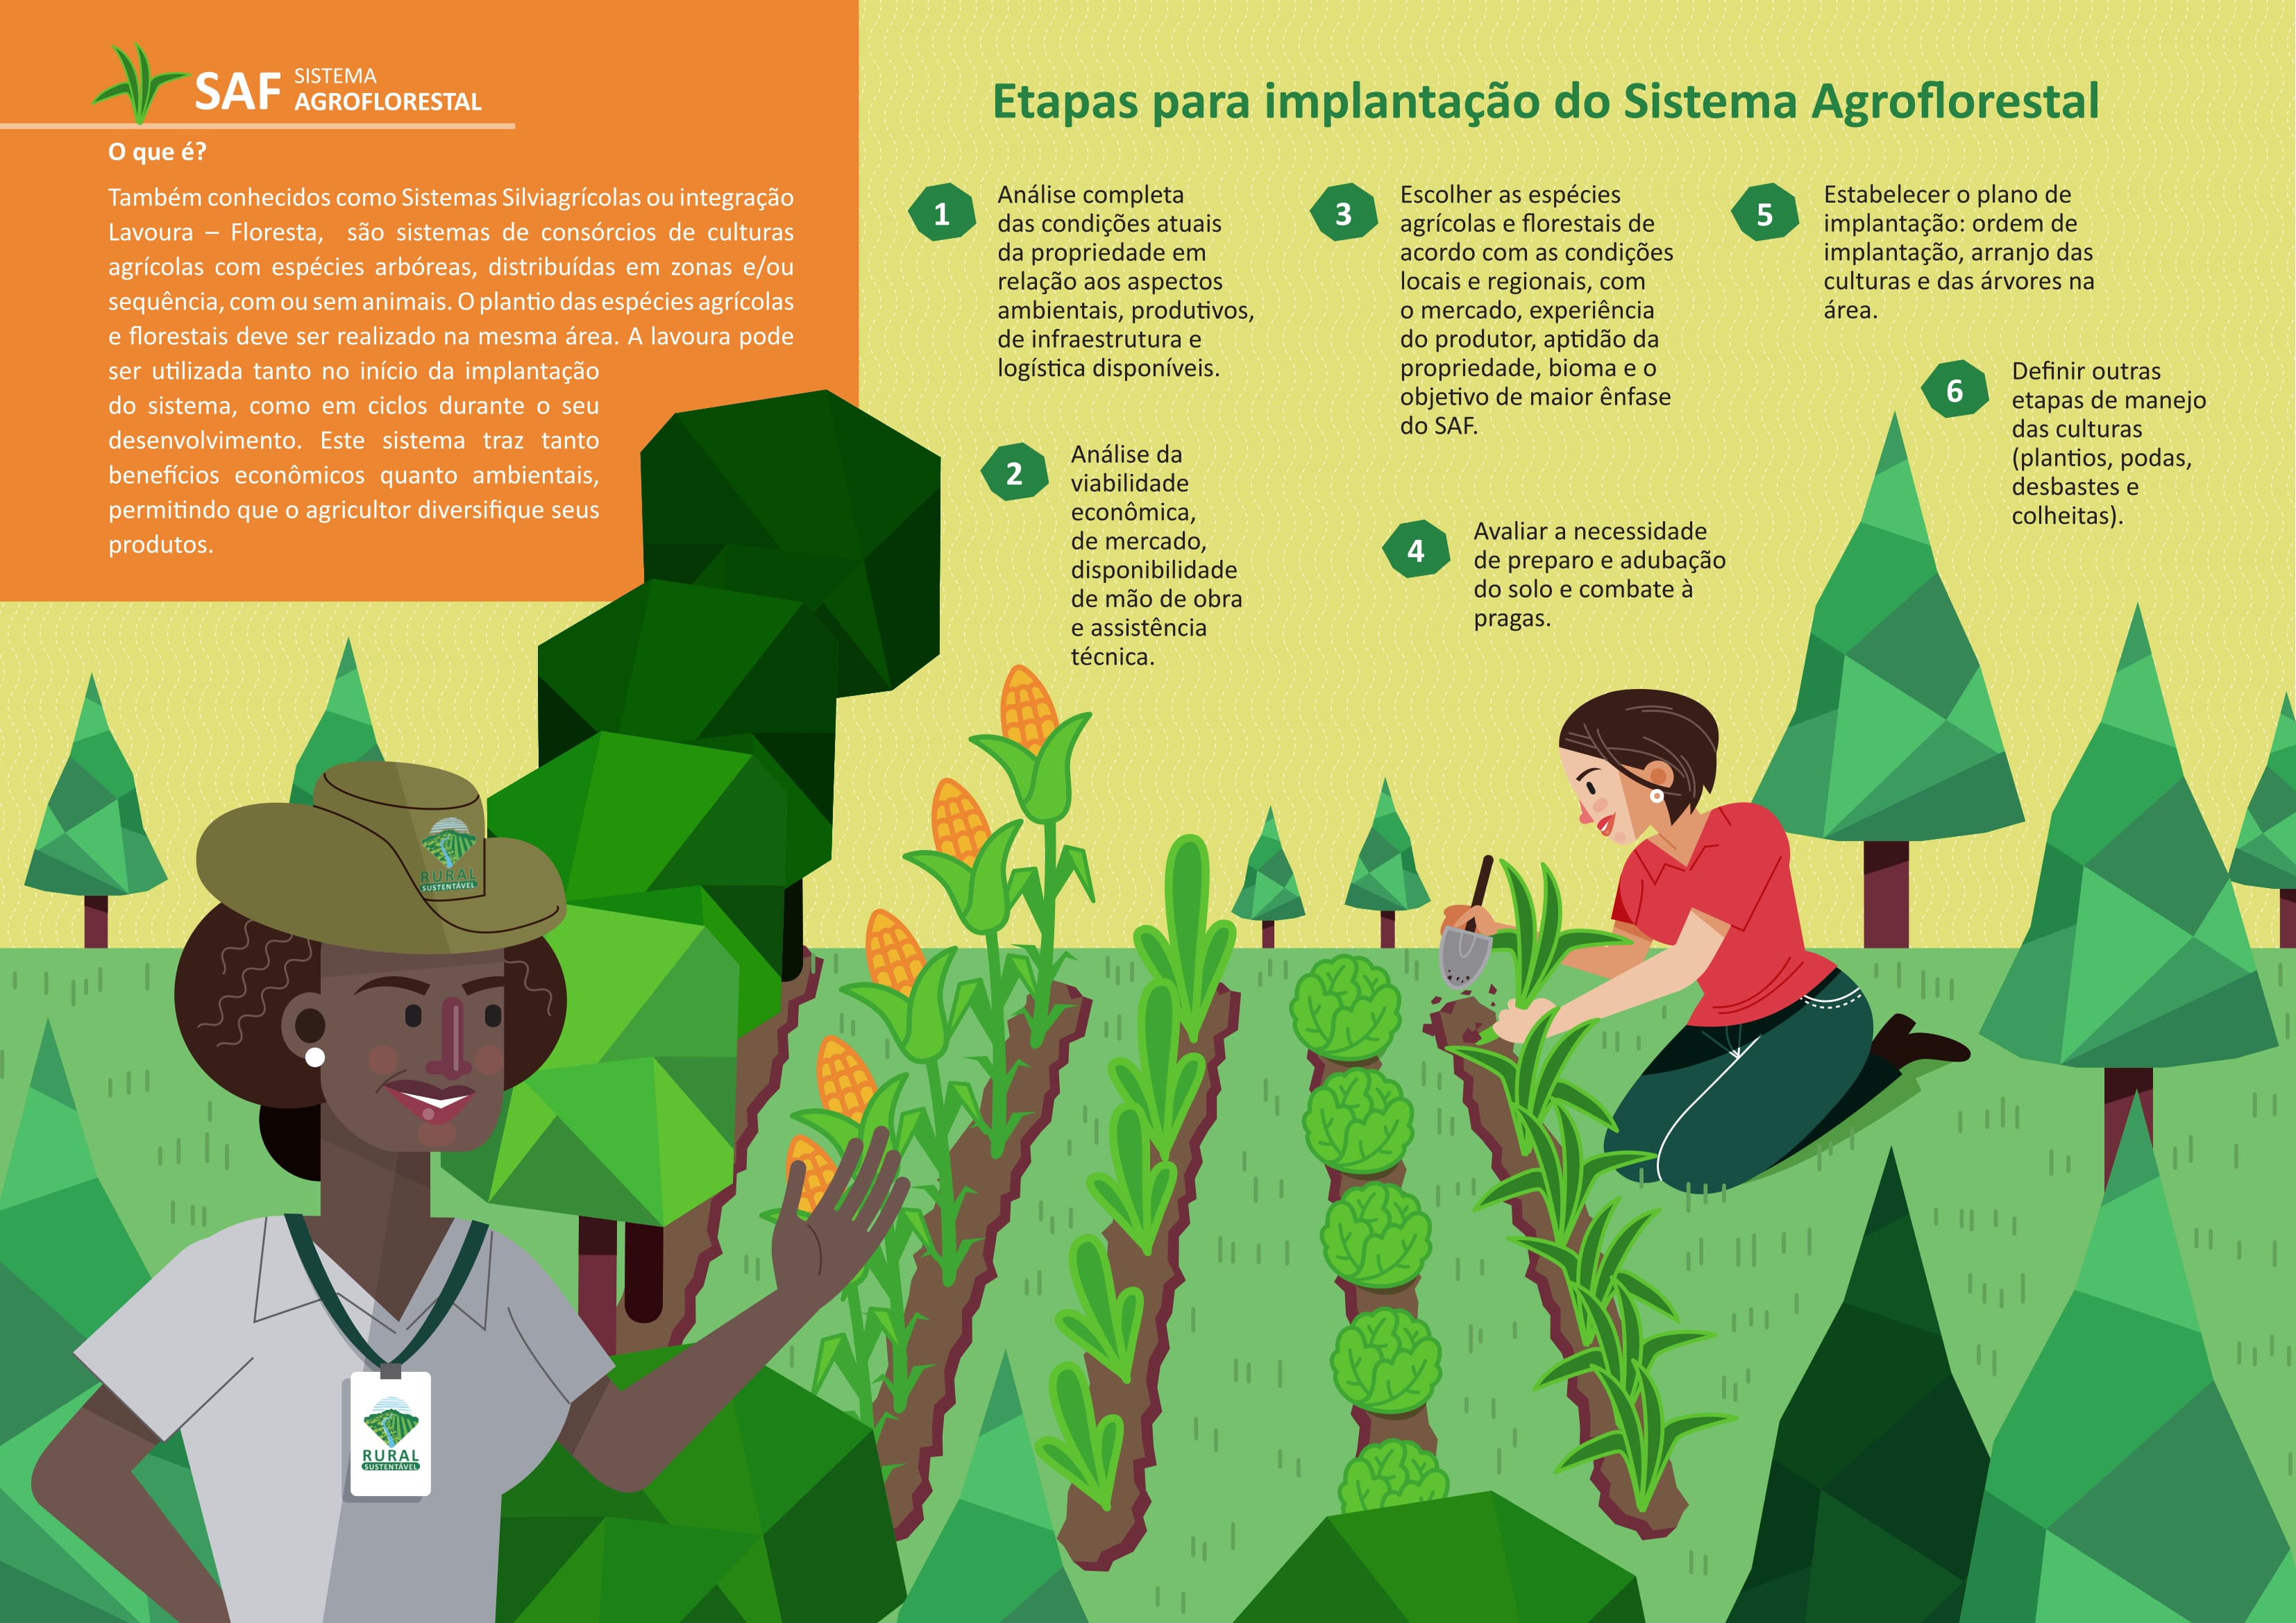 SAF
SISTEMA
AGROFLORESTAL
O que é?
Também conhecidos como Sistemas Silviagrícolas ou integração
Lavoura – Floresta, são sistemas de consórcios de culturas
agrícolas com espécies arbóreas, distribuídas em zonas e/ou
sequência, com ou sem animais. O plantio das espécies agrícolas
e florestais deve ser realizado na mesma área. A lavoura pode
ser utilizada tanto no início da implantação
do sistema, como em ciclos durante o seu
desenvolvimento. Este sistema traz tanto
benefícios econômicos quanto ambientais,
permitindo que o agricultor diversifique seus
produtos.
Etapas para implantação do Sistema Agroflorestal
1
Análise completa
das condições atuais
da propriedade em
relação aos aspectos
ambientais, produtivos,
de infraestrutura e
logística disponíveis.
2
Análise da
viabilidade
econômica,
de mercado,
disponibilidade
de mão de obra
e assistência
técnica.
3
Escolher as espécies
agrícolas e florestais de
acordo com as condições
locais e regionais, com
o mercado, experiência
do produtor, aptidão da
propriedade, bioma e o
objetivo de maior ênfase
do SAF.
4
Avaliar a necessidade
de preparo e adubação
do solo e combate à
pragas.
5
Estabelecer o plano de
implantação: ordem de
implantação, arranjo das
culturas e das árvores na
área.
6
Definir outras
etapas de manejo
das culturas
(plantios, podas,
desbastes e
colheitas).
RURAL
SUSTENTÁVEL
RURAL
SUSTENTÁVEL